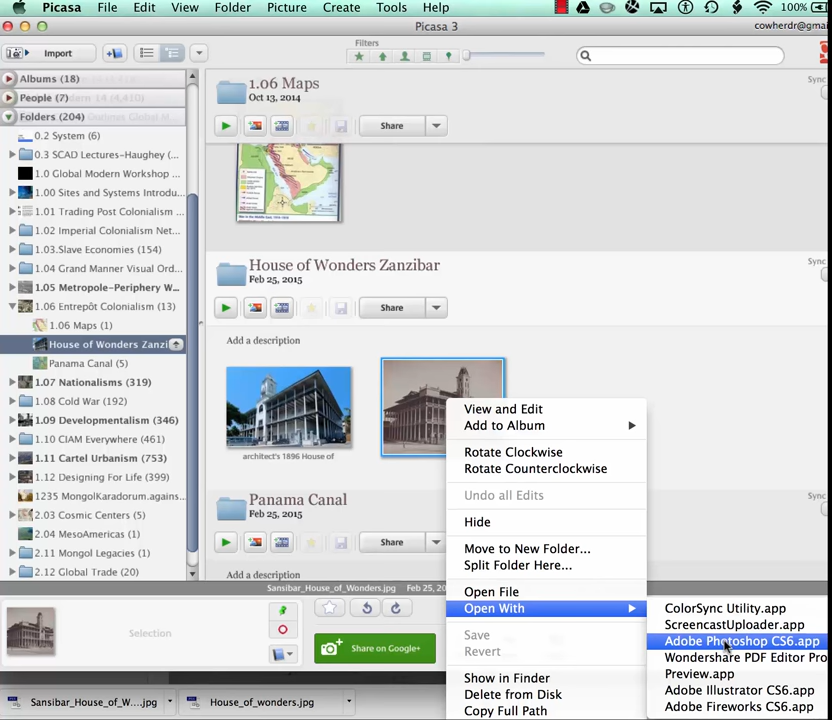 Picasa File Edit View Folder Picture Create Tools Help 100%
Picasa 3
cowherdr@gmai
Import
Filters
Albums (18)
People (7)
Folders (204)
0.2 System (6)
0.3 SCAD Lectures-Haughey (...
1.0 Global Modern Workshop ...
1.00 Sites and Systems Introdu...
1.01 Trading Post Colonialism ...
1.02 Imperial Colonialism Net...
1.03.Slave Economies (154)
1.04 Grand Manner Visual Ord...
1.05 Metropole-Periphery W...
1.06 Entrepôt Colonialism (13)
1.06 Maps (1)
House of Wonders Zanzi
Panama Canal (5)
1.07 Nationalisms (319)
1.08 Cold War (192)
1.09 Developmentalism (346)
1.10 CIAM Everywhere (461)
1.11 Cartel Urbanism (753)
1.12 Designing For Life (399)
1235 MongolKaradorum.agains...
2.03 Cosmic Centers (5)
2.04 MesoAmericas (1)
2.11 Mongol Legacies (1)
2.12 Global Trade (20)
1.06 Maps
Oct 13, 2014
Sync
Share
House of Wonders Zanzibar
Feb 25, 2015
Sync
Share
Add a description
architect's 1896 House of
Panama Canal
Feb 25, 2015
Sync
Share
Add a description
View and Edit
Add to Album
Rotate Clockwise
Rotate Counterclockwise
Undo all Edits
Hide
Move to New Folder...
Split Folder Here...
Open File
Open With
Save
Revert
Show in Finder
Delete from Disk
Copy Full Path
ColorSync Utility.app
ScreencastUploader.app
Adobe Photoshop CS6.app
Wondershare PDF Editor Pro
Preview.app
Adobe Illustrator CS6.app
Adobe Fireworks CS6.app
Sansibar_House_of_Wonders.jpg Feb 25, 20
Selection
Share on Google+
Sansibar_House_of_W....jpg
House_of_wonders.jpg